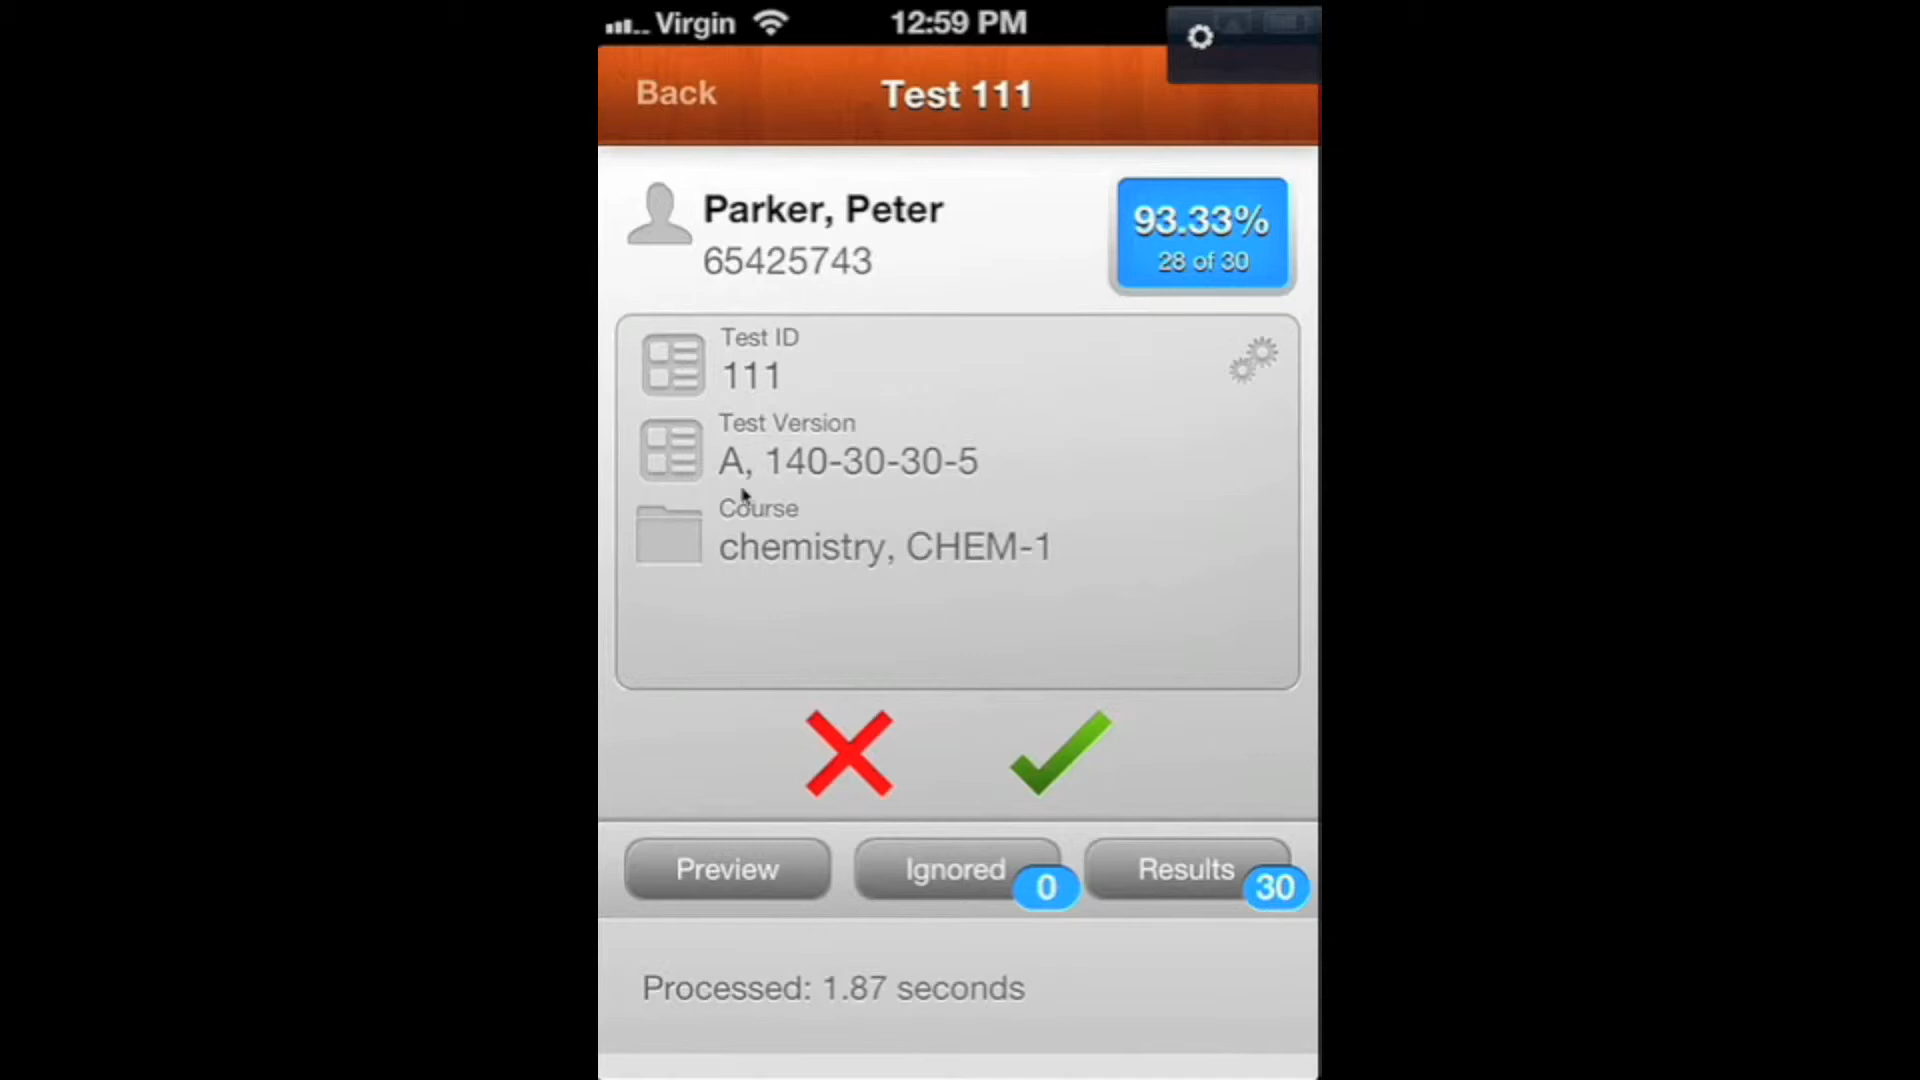 Virgin 12:59 PM
Back Test 111
Parker, Peter
65425743
93.33%
28 of 30
Test ID
111
Test Version
A, 140-30-30-5
Course
chemistry, CHEM-1
Preview Ignored 0 Results 30
Processed: 1.87 seconds